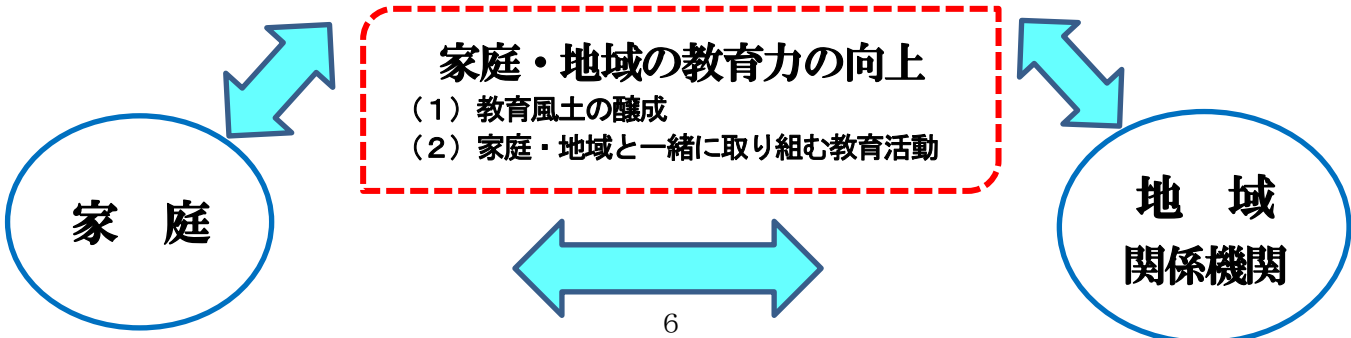 家庭・地域の教育力の向上
（１）教育風土の醸成
（２）家庭・地域と一緒に取り組む教育活動
家　庭
地　域
関係機関
6